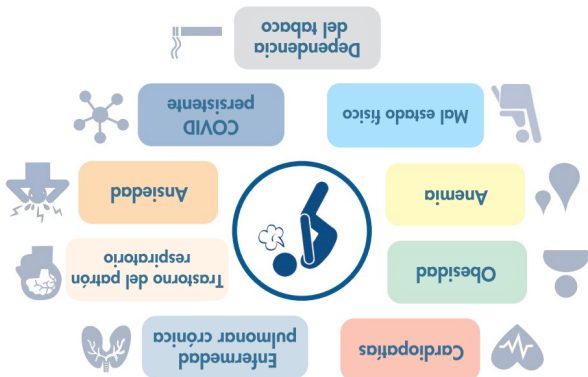 Cardiopatías
Enfermedad
pulmonar crónica
Obesidad
Trastorno del patrón
respiratorio
Anemia
Ansiedad
Mal estado físico
COVID
persistente
Dependencia
del tabaco